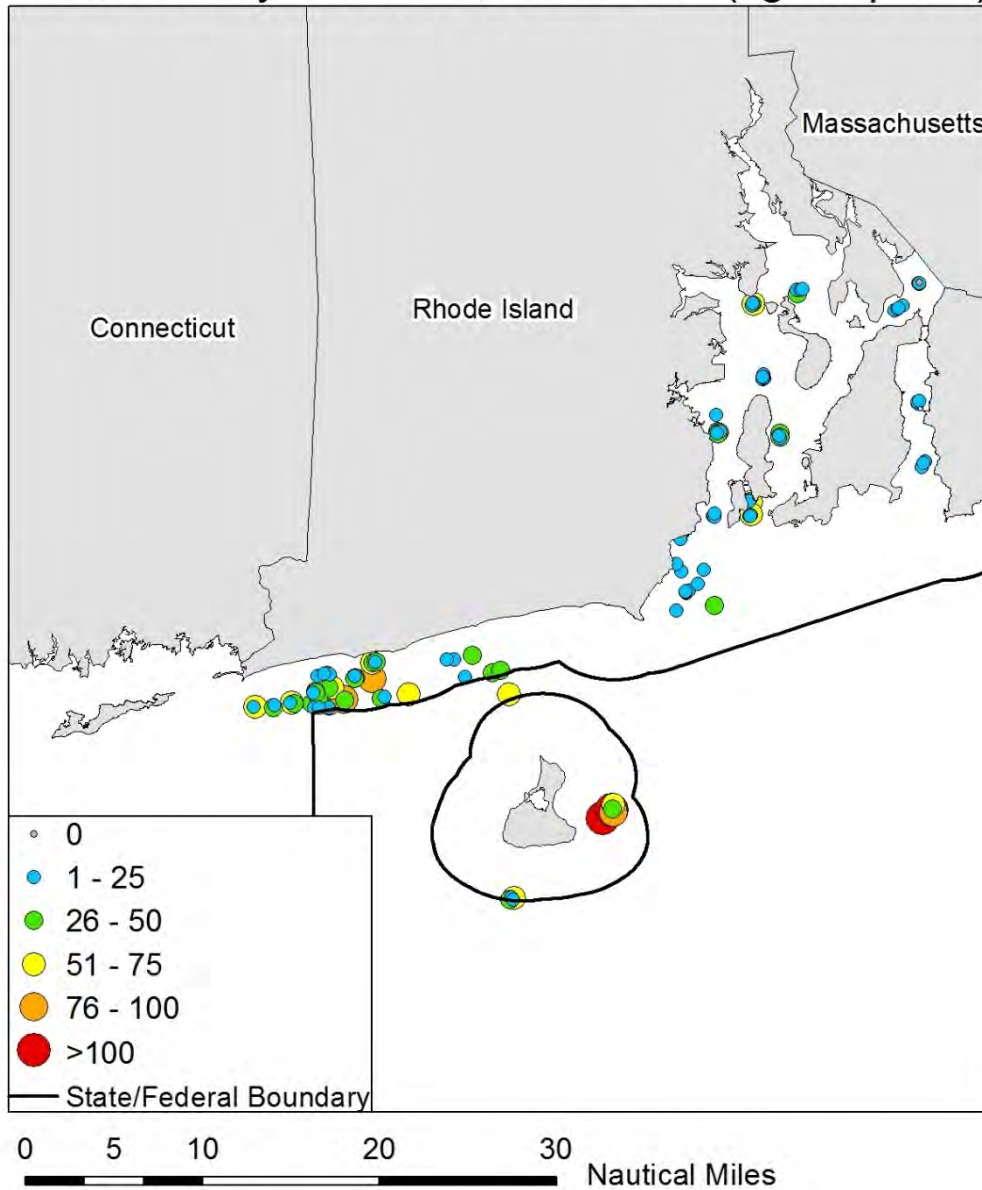 Massachusetts
Rhode Island
Connecticut
0
1 - 25
26 - 50
51 - 75
76 - 100
>100
State/Federal Boundary
0 5 10 20 30
Nautical Miles